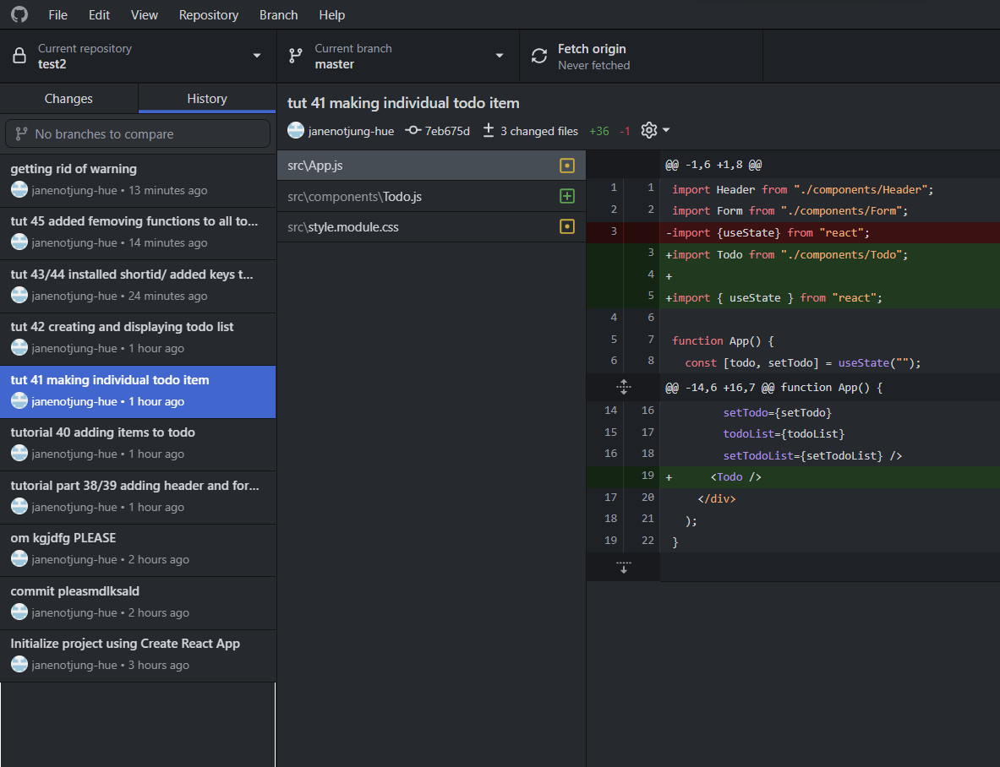 File Edit View Repository Branch Help
Current repository
test2
Current branch
master
Fetch origin
Never fetched
Changes
History
No branches to compare
getting rid of warning
janenotjung-hue • 13 minutes ago
tut 45 added femoving functions to all to...
janenotjung-hue • 14 minutes ago
tut 43/44 installed shortid/ added keys t...
janenotjung-hue • 24 minutes ago
tut 42 creating and displaying todo list
janenotjung-hue • 1 hour ago
tut 41 making individual todo item
janenotjung-hue • 1 hour ago
tutorial 40 adding items to todo
janenotjung-hue • 1 hour ago
tutorial part 38/39 adding header and for...
janenotjung-hue • 1 hour ago
om kgjdfg PLEASE
janenotjung-hue • 2 hours ago
commit pleasmdlksald
janenotjung-hue • 2 hours ago
Initialize project using Create React App
janenotjung-hue • 3 hours ago
tut 41 making individual todo item
janenotjung-hue 7eb675d 3 changed files +36 -1
src\App.js
src\components\Todo.js
src\style.module.css
@@ -1,6 +1,8 @@
1 1 import Header from "./components/Header";
2 2 import Form from "./components/Form";
3 -import {useState} from "react";
3 +import Todo from "./components/Todo";
4 +
5 +import { useState } from "react";
4 6
5 7 function App() {
6 8 const [todo, setTodo] = useState("");
@@ -14,6 +16,7 @@ function App() {
14 16 setTodo={setTodo}
15 17 todoList={todoList}
16 18 setTodoList={setTodoList} />
19 + <Todo />
17 20 </div>
18 21 );
19 22 }